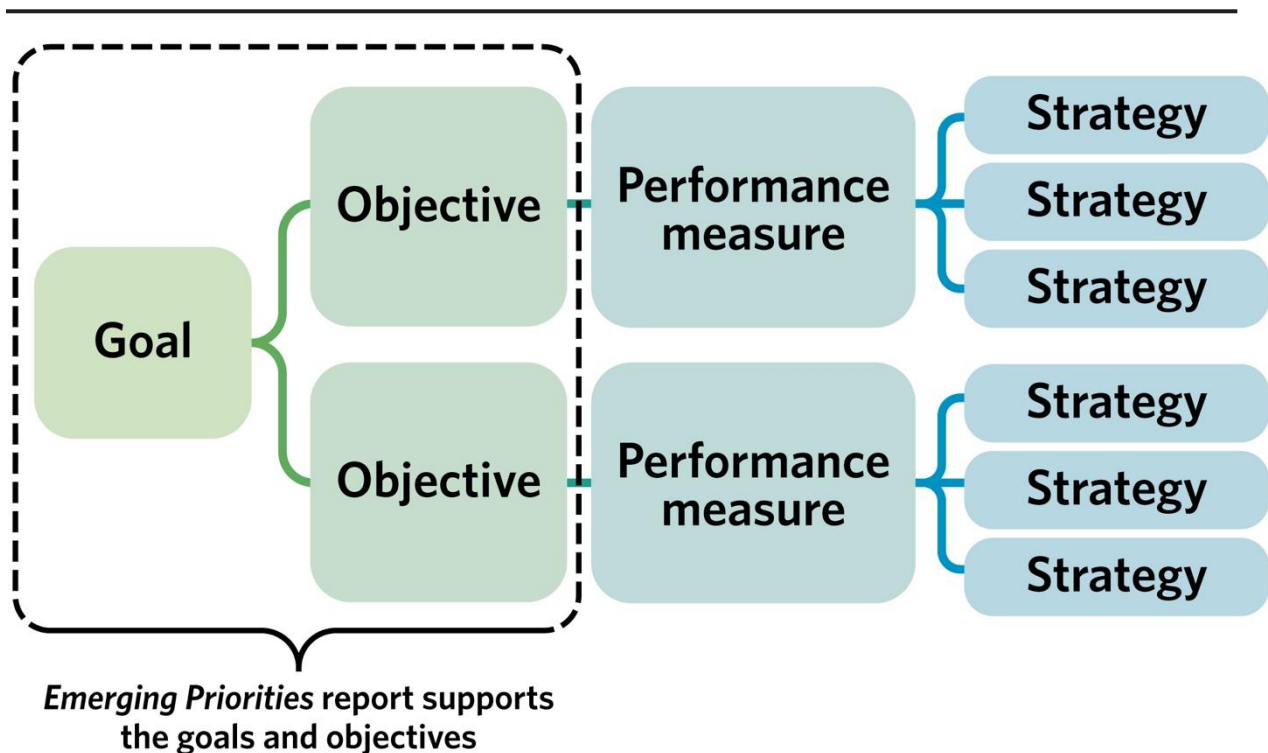 Goal
Objective
Performance
measure
Strategy
Strategy
Strategy
Objective
Performance
measure
Strategy
Strategy
Strategy
Emerging Priorities report supports
the goals and objectives